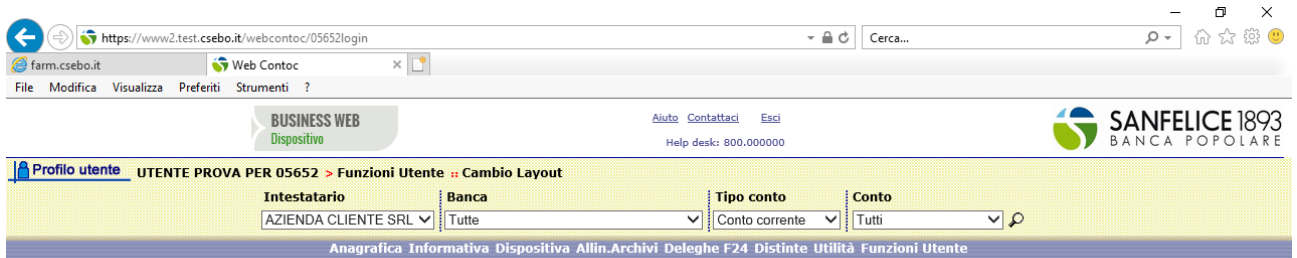 https://www2.test.csebo.it/webcontoc/05652login
Cerca...
farm.csebo.it
Web Contoc
File Modifica Visualizza Preferiti Strumenti ?
BUSINESS WEB
Dispositivo
Aiuto Contattaci Esci
Help desk: 800.000000
SANFELICE 1893
BANCA POPOLARE
Profilo utente UTENTE PROVA PER 05652 > Funzioni Utente :: Cambio Layout
Intestatario Banca Tipo conto Conto
AZIENDA CLIENTE SRL Tutte Conto corrente Tutti
Anagrafica Informativa Dispositiva Allin.Archivi Deleghe F24 Distinte Utilità Funzioni Utente